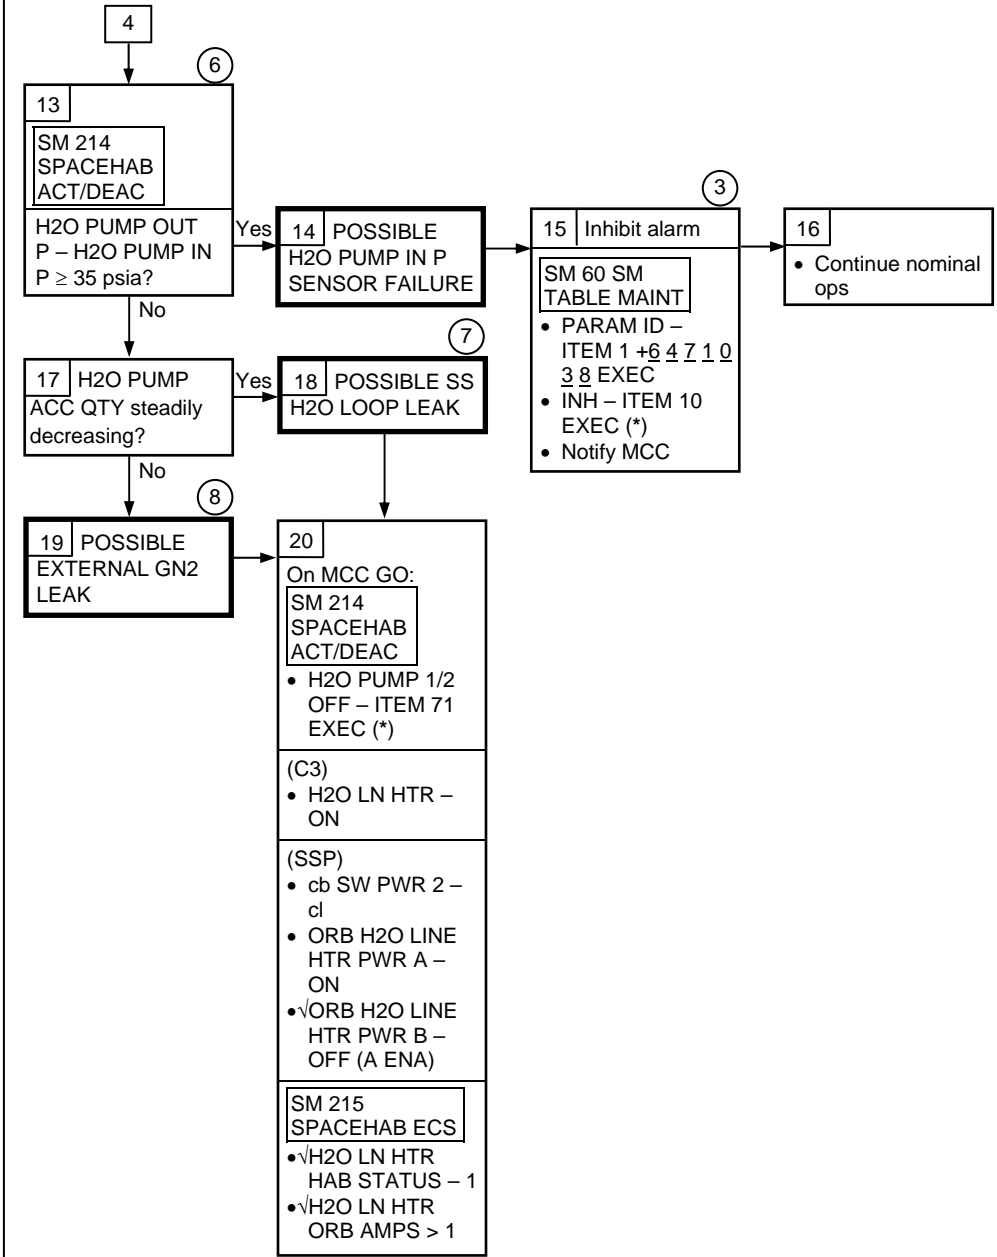 4
6
13
SM 214
SPACEHAB
ACT/DEAC
H2O PUMP OUT
P – H2O PUMP IN
P ≥ 35 psia?
Yes
No
14 POSSIBLE
H2O PUMP IN P
SENSOR FAILURE
3
15 Inhibit alarm
SM 60 SM
TABLE MAINT
• PARAM ID –
ITEM 1 +6 4 7 1 0
3 8 EXEC
• INH – ITEM 10
EXEC (*)
• Notify MCC
16
• Continue nominal
ops
17 H2O PUMP
ACC QTY steadily
decreasing?
Yes
No
7
18 POSSIBLE SS
H2O LOOP LEAK
8
19 POSSIBLE
EXTERNAL GN2
LEAK
20
On MCC GO:
SM 214
SPACEHAB
ACT/DEAC
• H2O PUMP 1/2
OFF – ITEM 71
EXEC (*)
(C3)
• H2O LN HTR –
ON
(SSP)
• cb SW PWR 2 –
cl
• ORB H2O LINE
HTR PWR A –
ON
•√ORB H2O LINE
HTR PWR B –
OFF (A ENA)
SM 215
SPACEHAB ECS
•√H2O LN HTR
HAB STATUS – 1
•√H2O LN HTR
ORB AMPS > 1